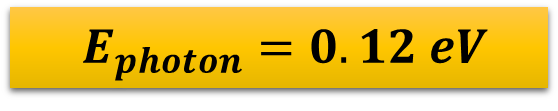 E_photon = 0.12 eV